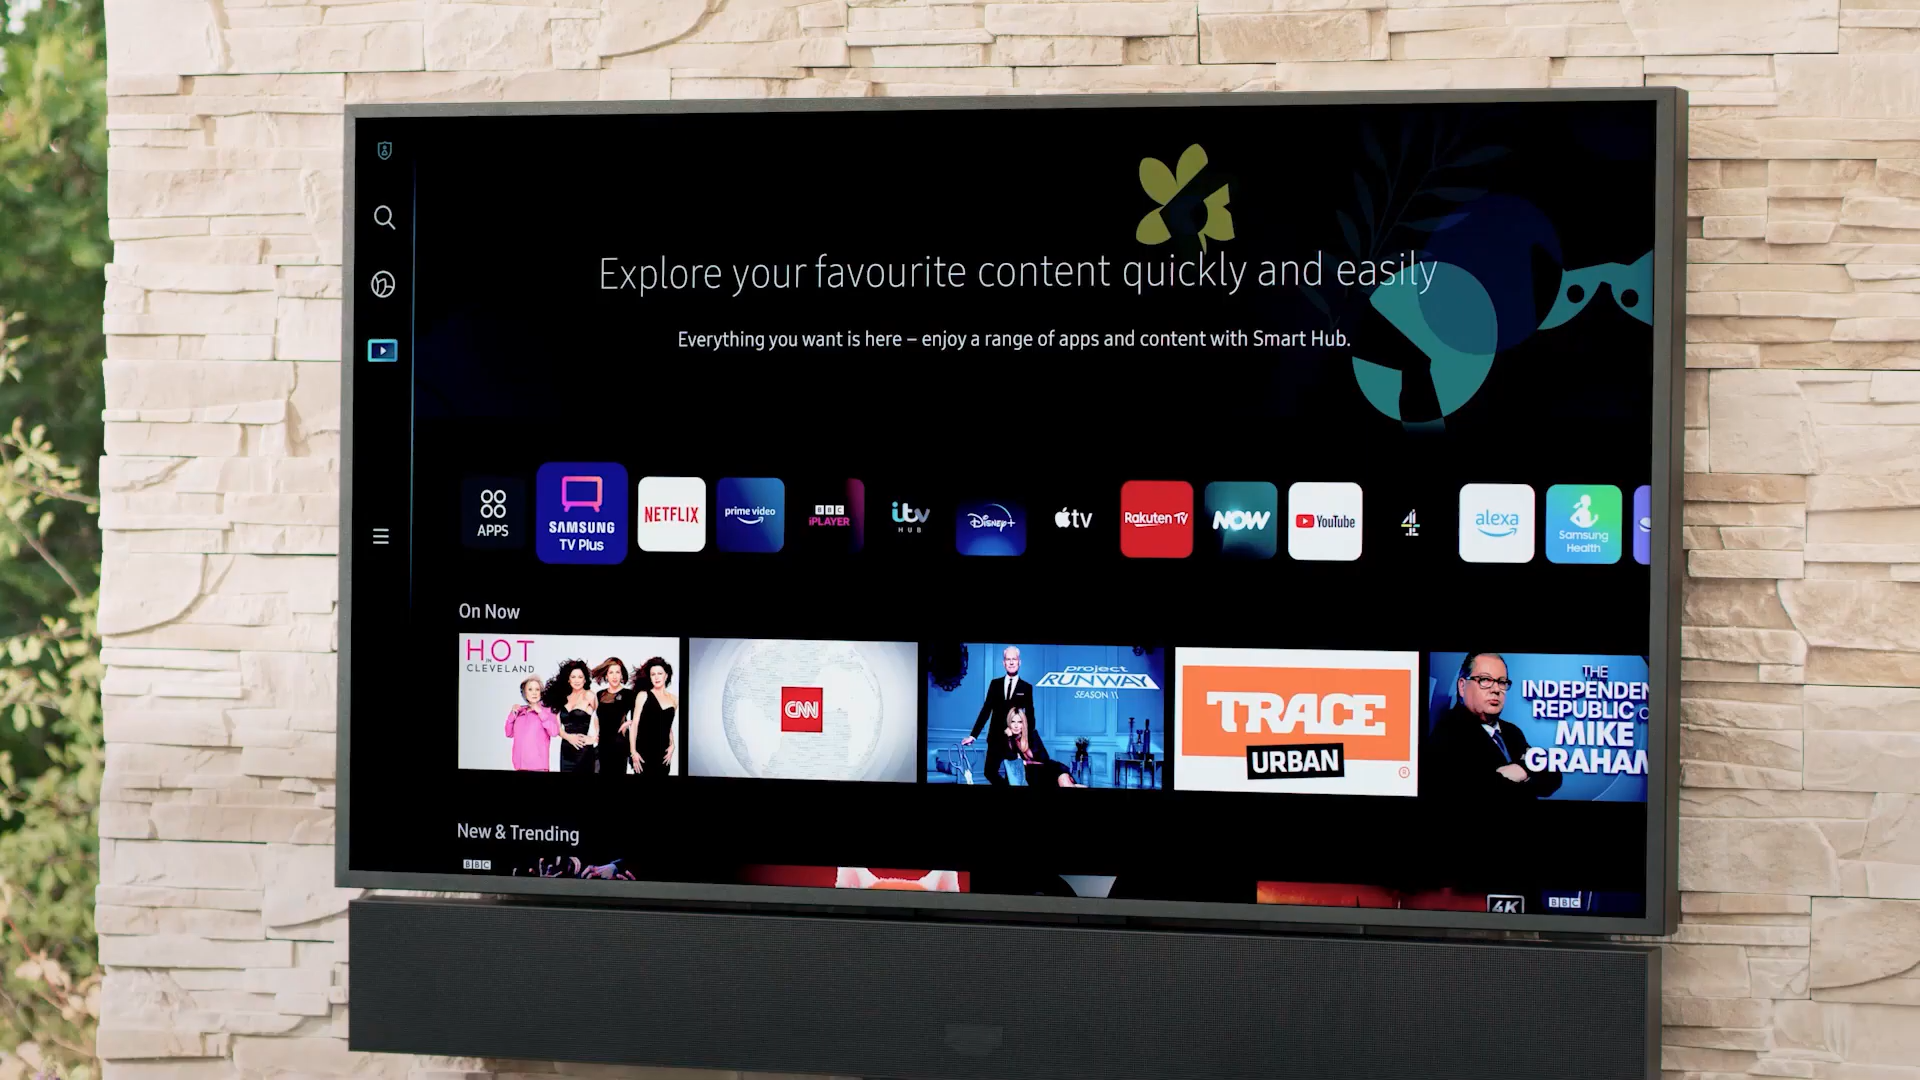 Explore your favourite content quickly and easily
Everything you want is here – enjoy a range of apps and content with Smart Hub.
APPS
SAMSUNG
TV Plus
NETFLIX
prime video
BBC
iPLAYER
itv
HUB
Disney+
tv
Rakuten TV
NOW
YouTube
4
alexa
Samsung
Health
On Now
HOT
IN
CLEVELAND
CNN
project
RUNWAY
SEASON 11
TRACE
URBAN
®
THE
INDEPENDEN
REPUBLIC O
MIKE
GRAHAM
New & Trending
BBC
4K
BBC